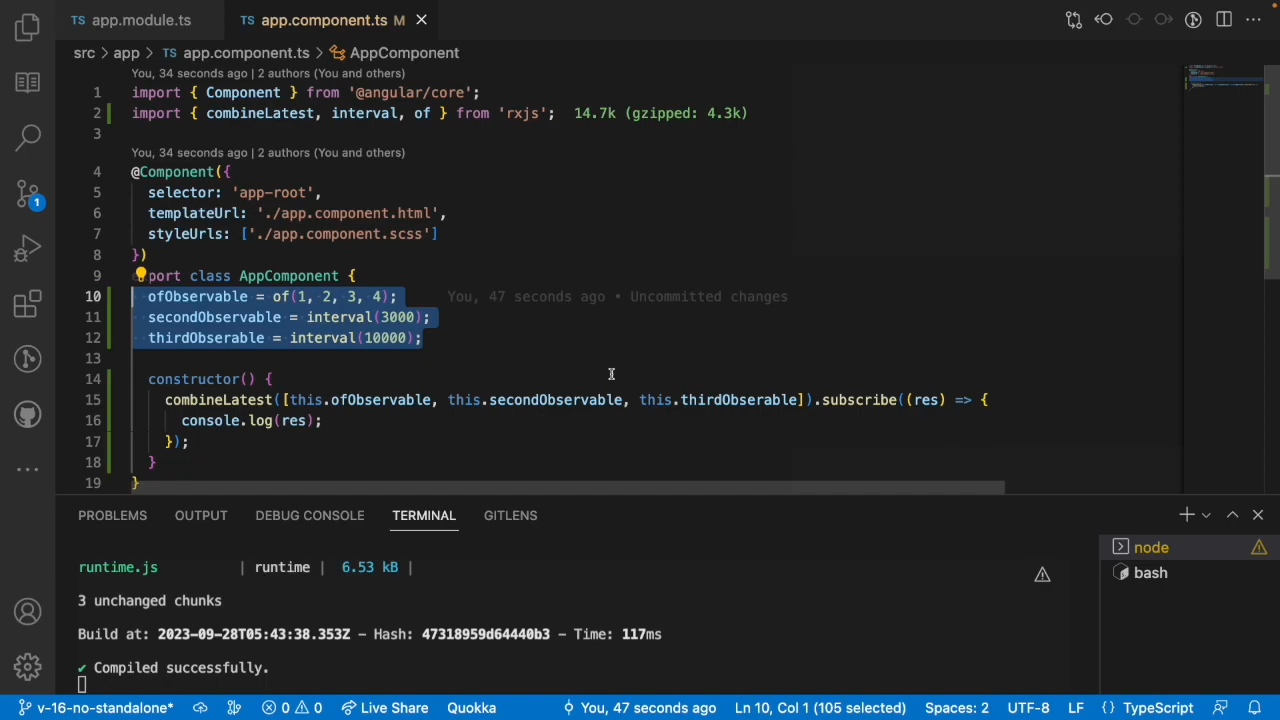 TS app.module.ts TS app.component.ts M
src > app > TS app.component.ts > AppComponent
You, 34 seconds ago | 2 authors (You and others)
1 import { Component } from '@angular/core';
2 import { combineLatest, interval, of } from 'rxjs'; 14.7k (gzipped: 4.3k)
3
You, 34 seconds ago | 2 authors (You and others)
4 @Component({
5 selector: 'app-root',
6 templateUrl: './app.component.html',
7 styleUrls: ['./app.component.scss']
8 })
9 export class AppComponent {
10 ofObservable = of(1, 2, 3, 4); You, 47 seconds ago • Uncommitted changes
11 secondObservable = interval(3000);
12 thirdObserable = interval(10000);
13
14 constructor() {
15 combineLatest([this.ofObservable, this.secondObservable, this.thirdObserable]).subscribe((res) => {
16 console.log(res);
17 });
18 }
19 }
PROBLEMS OUTPUT DEBUG CONSOLE TERMINAL GITLENS
runtime.js | runtime | 6.53 kB |
3 unchanged chunks
Build at: 2023-09-28T05:43:38.353Z - Hash: 47318959d64440b3 - Time: 117ms
✔ Compiled successfully.
node
bash
1
v-16-no-standalone* 0 0 Live Share Quokka You, 47 seconds ago Ln 10, Col 1 (105 selected) Spaces: 2 UTF-8 LF {} TypeScript